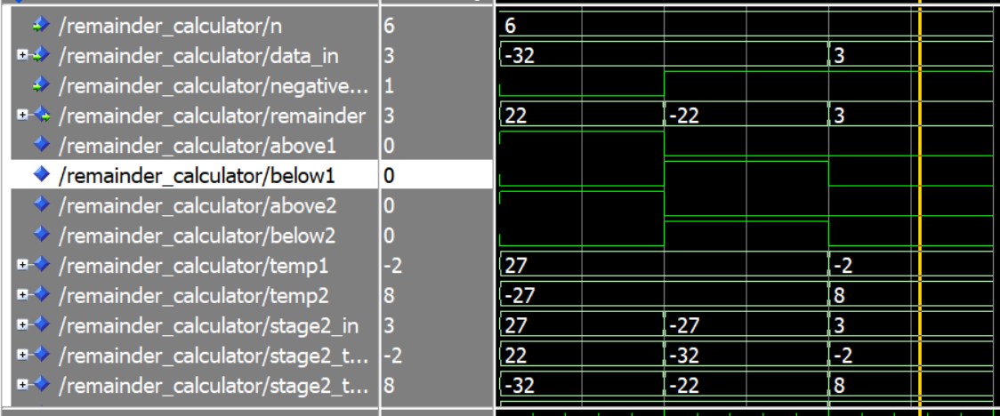 /remainder_calculator/n 6 6
/remainder_calculator/data_in 3 -32 3
/remainder_calculator/negative... 1
/remainder_calculator/remainder 3 22 -22 3
/remainder_calculator/above1 0
/remainder_calculator/below1 0
/remainder_calculator/above2 0
/remainder_calculator/below2 0
/remainder_calculator/temp1 -2 27 -2
/remainder_calculator/temp2 8 -27 8
/remainder_calculator/stage2_in 3 27 -27 3
/remainder_calculator/stage2_t... -2 22 -32 -2
/remainder_calculator/stage2_t... 8 -32 -22 8